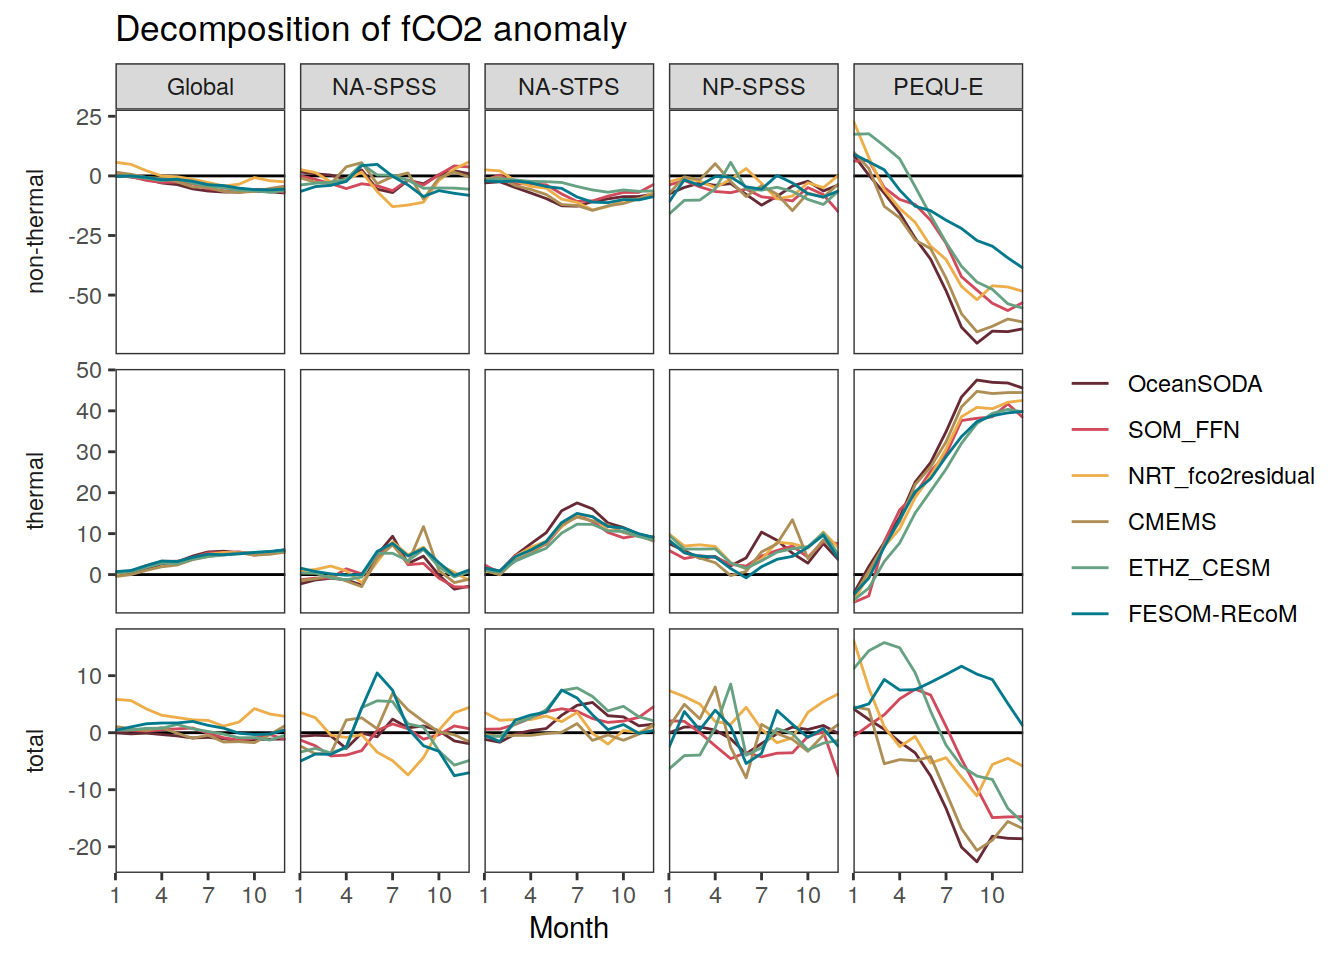 Decomposition of fCO2 anomaly
Global NA-SPSS NA-STPS NP-SPSS PEQU-E
non-thermal
25
0
-25
-50
thermal
50
40
30
20
10
0
total
10
0
-10
-20
1 4 7 10 1 4 7 10 1 4 7 10 1 4 7 10 1 4 7 10
Month
OceanSODA
SOM_FFN
NRT_fco2residual
CMEMS
ETHZ_CESM
FESOM-REcoM